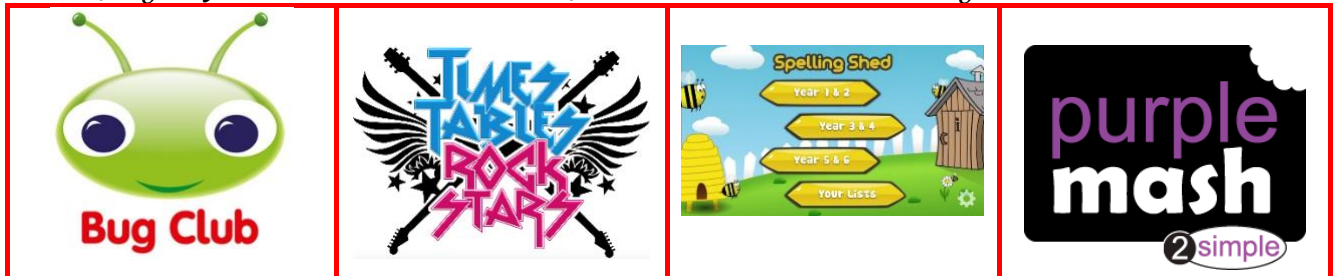 Bug Club
TIMES
TABLES
ROCK
STARS
Spelling Shed
Year 1 & 2
Year 3 & 4
Year 5 & 6
Your Lists
purple
mash
2simple